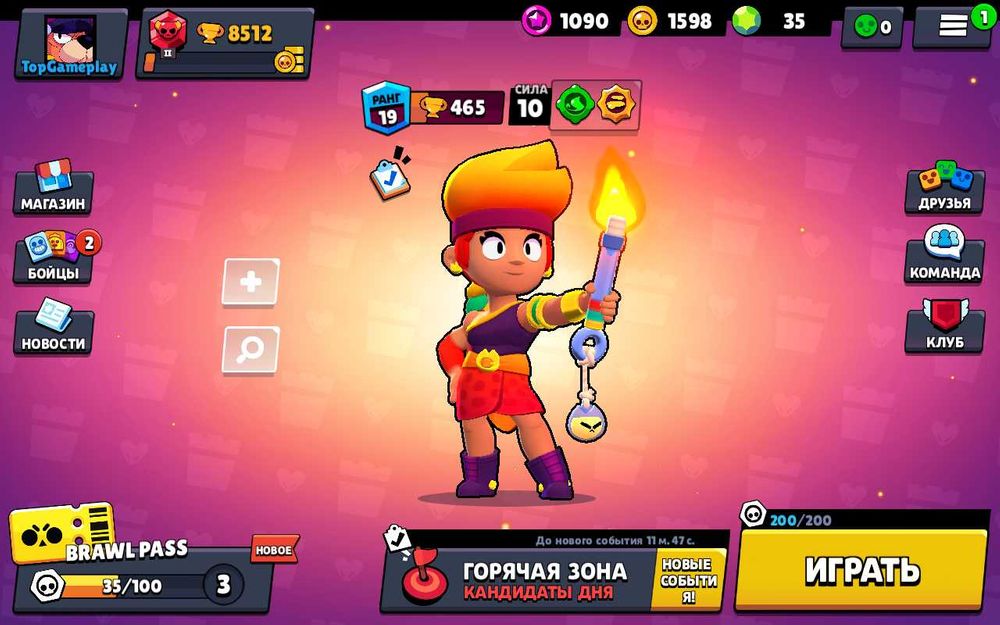 TopGameplay
II
8512
1090
1598
35
0
1
РАНГ
19
465
СИЛА
10
МАГАЗИН
БОЙЦЫ
2
НОВОСТИ
ДРУЗЬЯ
КОМАНДА
КЛУБ
BRAWL PASS
НОВОЕ
35/100
3
До нового события 11 м. 47 с.
ГОРЯЧАЯ ЗОНА
КАНДИДАТЫ ДНЯ
НОВЫЕ
СОБЫТИ
Я!
200/200
ИГРАТЬ